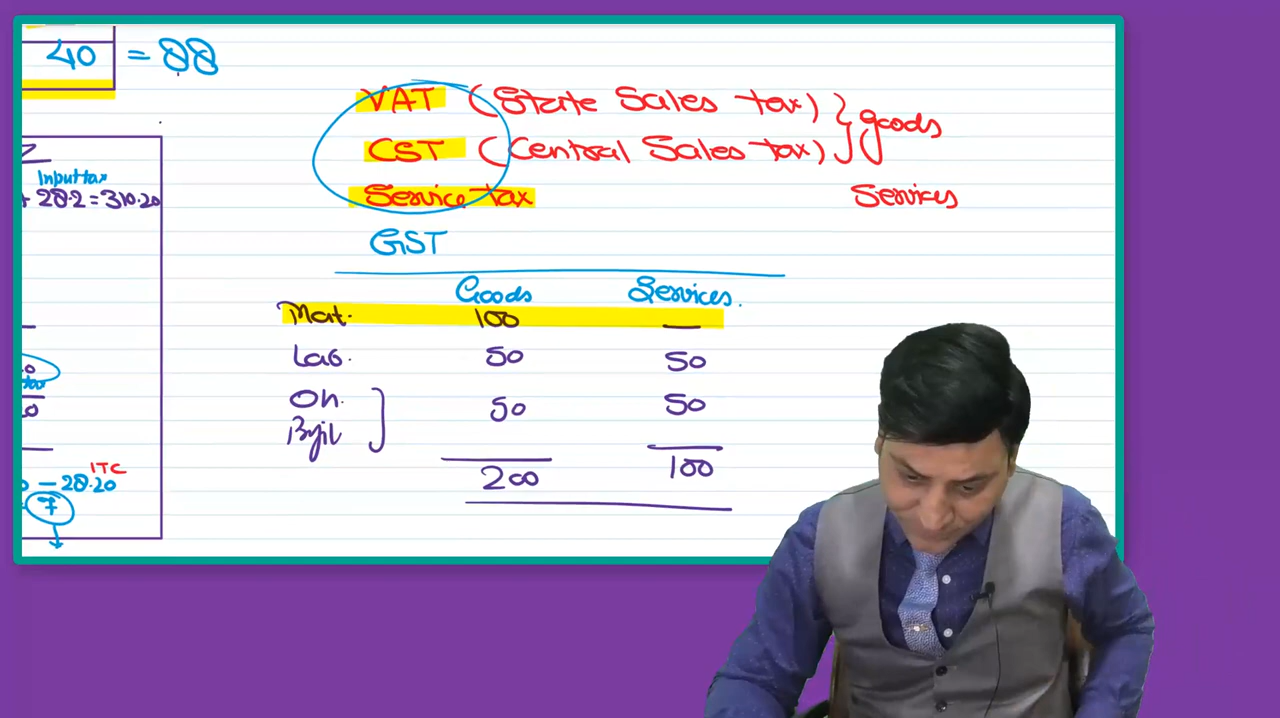 40 = 88
VAT (State Sales tax) } goods
CST (Central Sales tax)
Service tax Services
GST
Input tax
+ 28.2 = 310.20
Goods Services.
Mat. 100 —
Lab. 50 50
Oh. 50 50
200 100
ITC
- 28.20
7